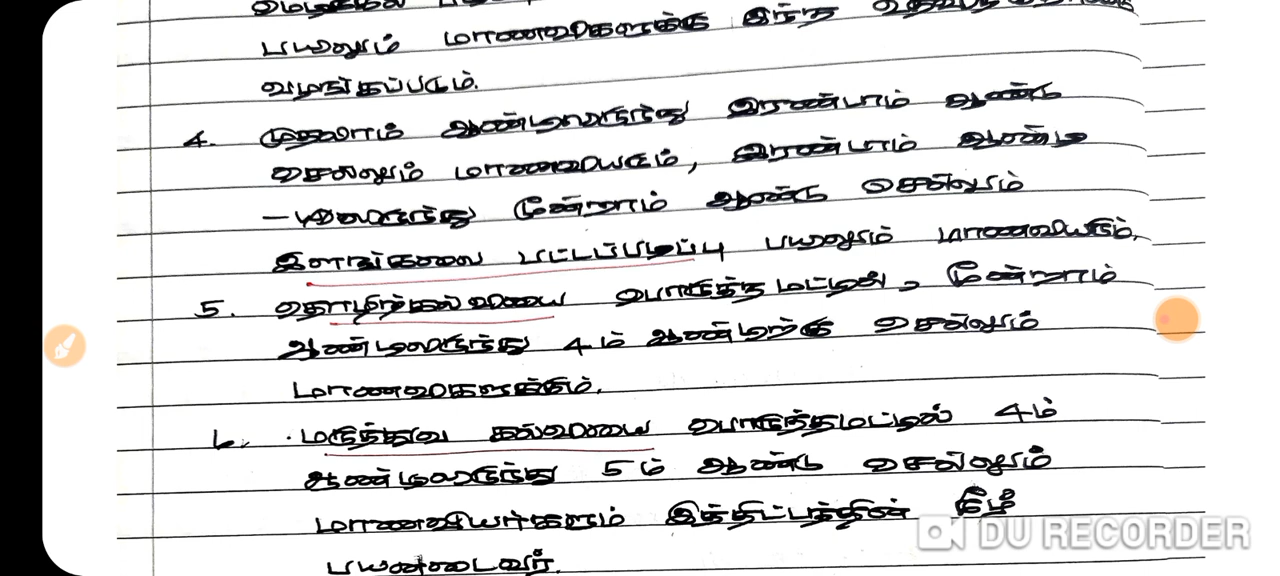 பயிலும் மாணவிகளுக்கு இந்த
வழங்கப்படும்.
4. முதலாம் ஆண்டிலிருந்து இரண்டாம் ஆண்டு
செல்லும் மாணவியரும், இரண்டாம் ஆண்டி
-லிருந்து மூன்றாம் ஆண்டு செல்லும்
இளங்கலை பட்டப்படிப்பு பயிலும் மாணவியரும்.
5. தொழிற்கல்வியை பொருத்தமட்டில், மூன்றாம்
ஆண்டிலிருந்து 4ம் ஆண்டிற்கு செல்லும்
மாணவிகளுக்கும்.
6. மருத்துவ கல்வியை பொருத்தமட்டில் 4ம்
ஆண்டிலிருந்து 5ம் ஆண்டு செல்லும்
மாணவியர்களும் இத்திட்டத்தின் கீழ்
பயனடைவர்.
DU RECORDER